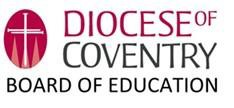 DIOCESE OF
COVENTRY
BOARD OF EDUCATION